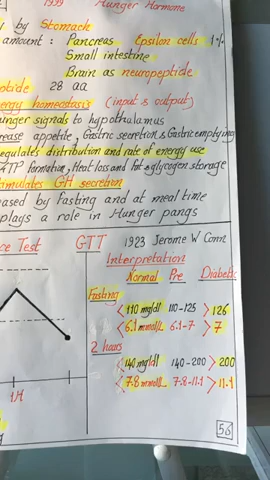 1999 Hunger Hormone
by Stomach
amount : Pancreas Epsilon cells 1%
Small intestine
Brain as neuropeptide
ptide 28 aa
ergy homeostasis (input & output)
unger signals to hypothalamus
rease appetite, Gastric secretion & Gastric emptying
egulates distribution and rate of energy use
ATP formation, Heat loss and fat & glycogen storage
timulates GH secretion
ased by Fasting and at meal time
plays a role in Hunger pangs
ce Test GTT 1923 Jerome W Conn
Interpretation
Normal Pre Diabetic
Fasting
<110 mg/dl 110-125 >126
<6.1 mmol/L 6.1-7 >7
2 hours
<140 mg/dl 140-200 >200
<7.8 mmol/L 7.8-11.1 >11.1
1H
56